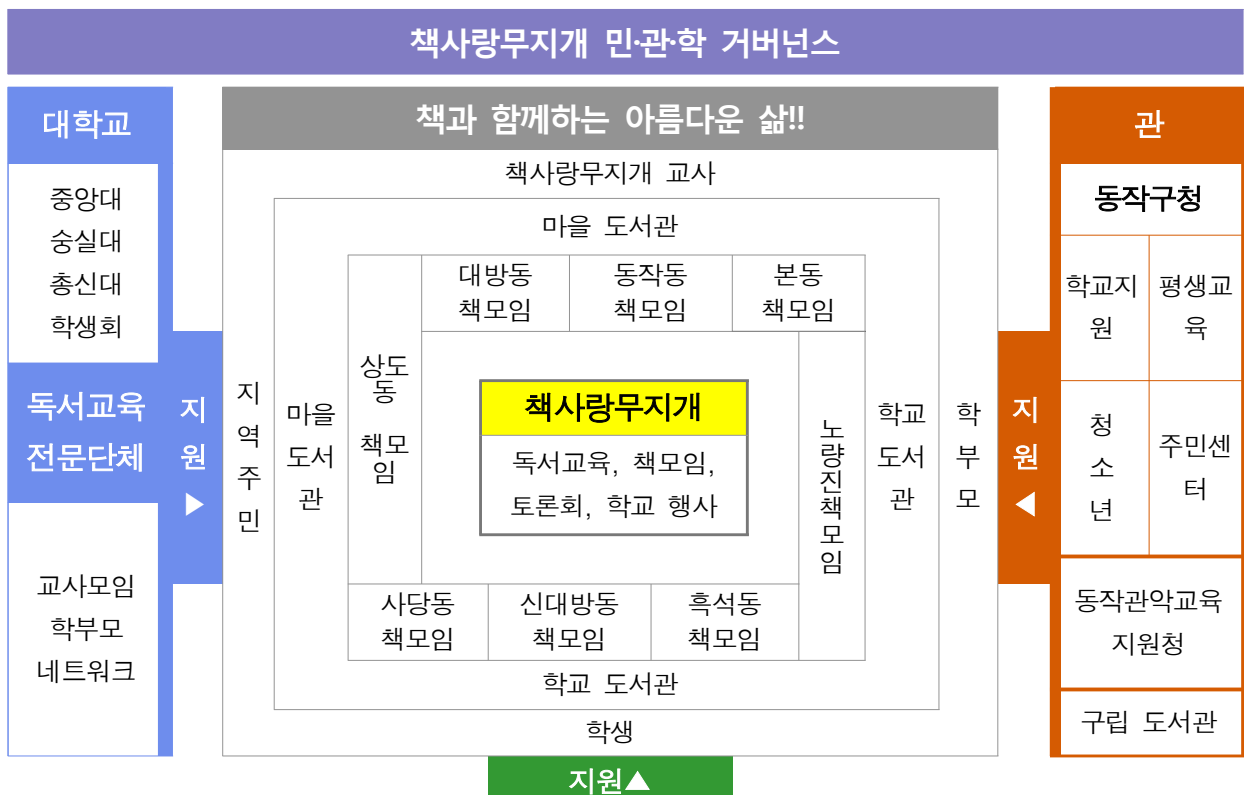 책사랑무지개 민·관·학 거버넌스
대학교
중앙대
숭실대
총신대
학생회
독서교육
전문단체
교사모임
학부모
네트워크
지
원
▶
책과 함께하는 아름다운 삶!!
책사랑무지개 교사
마을 도서관
지
역
주
민
마을
도서
관
대방동
책모임
동작동
책모임
본동
책모임
상도
동
책모
임
책사랑무지개
독서교육, 책모임,
토론회, 학교 행사
노
량
진
책
모
임
사당동
책모임
신대방동
책모임
흑석동
책모임
학교
도서
관
학
부
모
학교 도서관
학생
지원▲
지
원
◀
관
동작구청
학교지
원
평생교
육
청
소
년
주민센
터
동작관악교육
지원청
구립 도서관